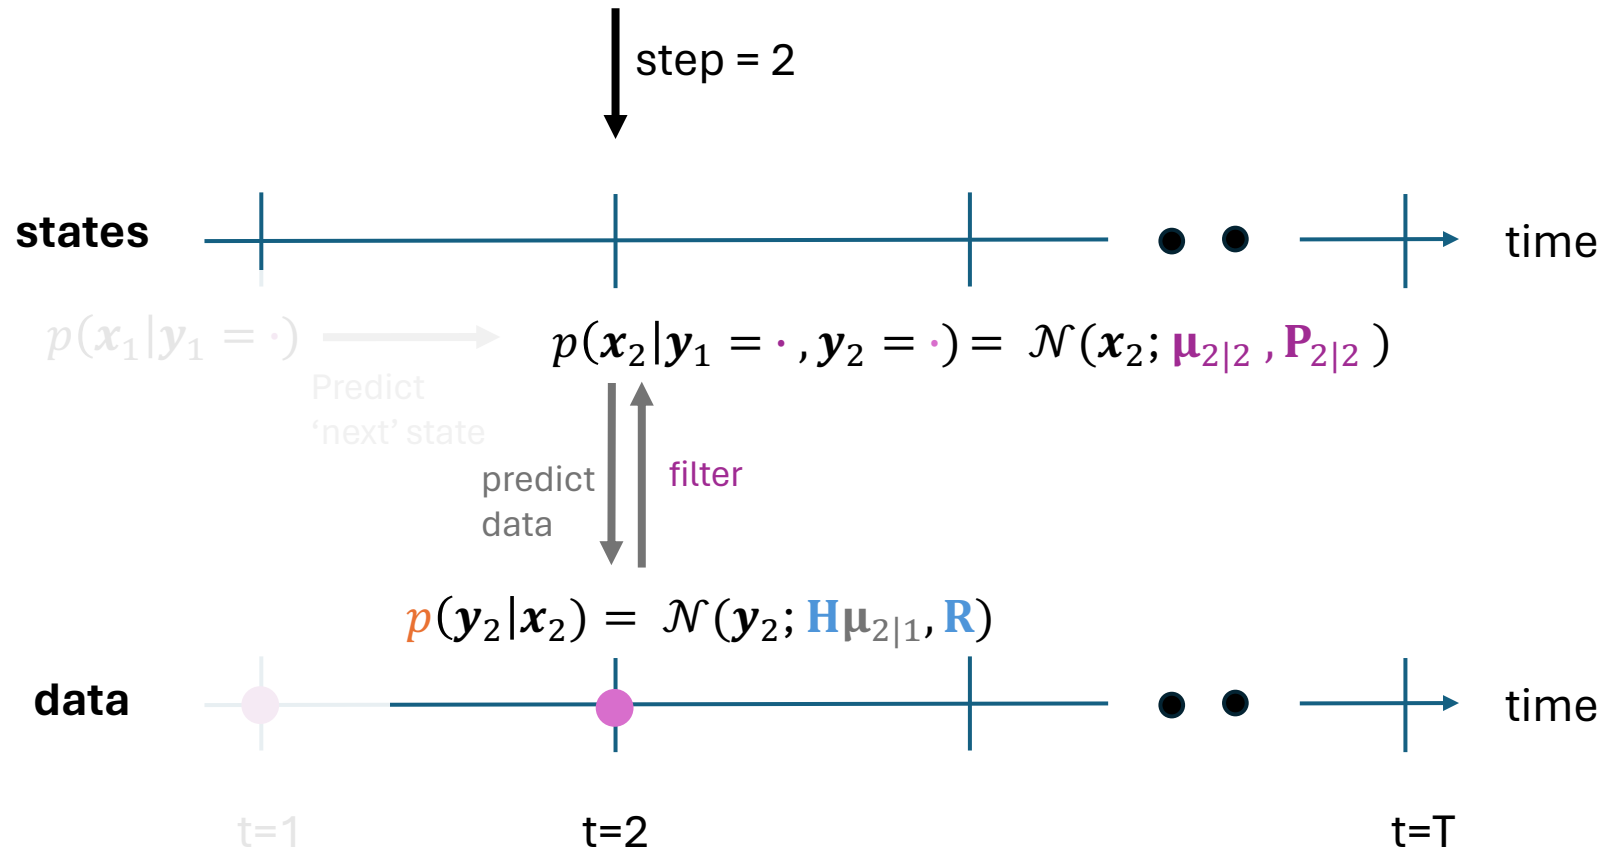 step = 2
states
time
p(x₁|y₁ = ·)
p(x₂|y₁ = · , y₂ = ·) = 𝒩(x₂; μ₂|₂ , P₂|₂ )
Predict
‘next’ state
predict
data
filter
p(y₂|x₂) = 𝒩(y₂; Hμ₂|₁, R)
data
time
t=1
t=2
t=T